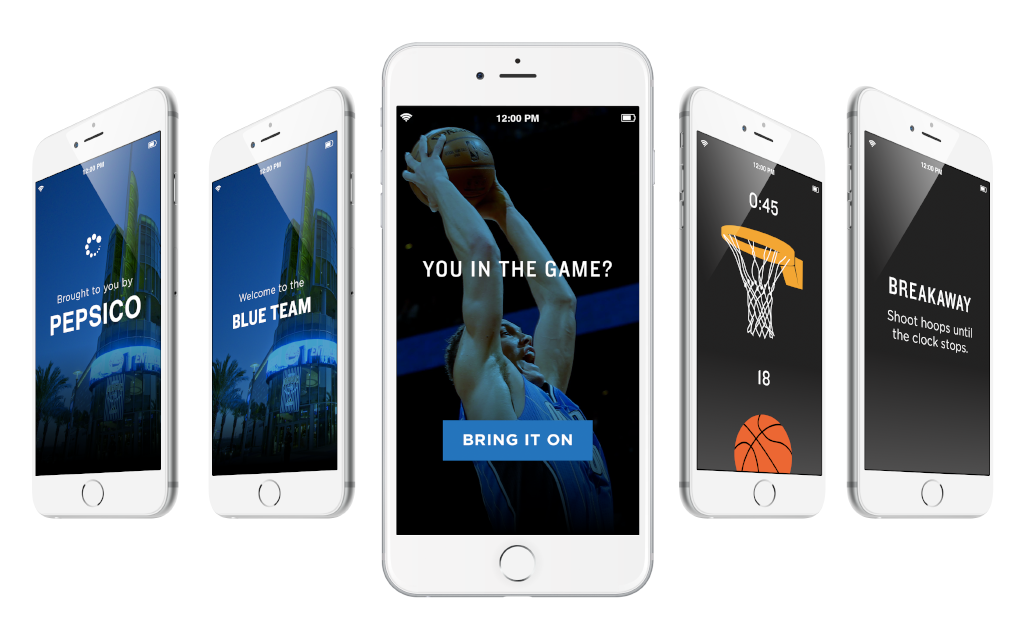 12:00 PM
Brought to you by
PEPSICO
12:00 PM
Welcome to the
BLUE TEAM
12:00 PM
YOU IN THE GAME?
BRING IT ON
12:00 PM
0:45
18
12:00 PM
BREAKAWAY
Shoot hoops until
the clock stops.